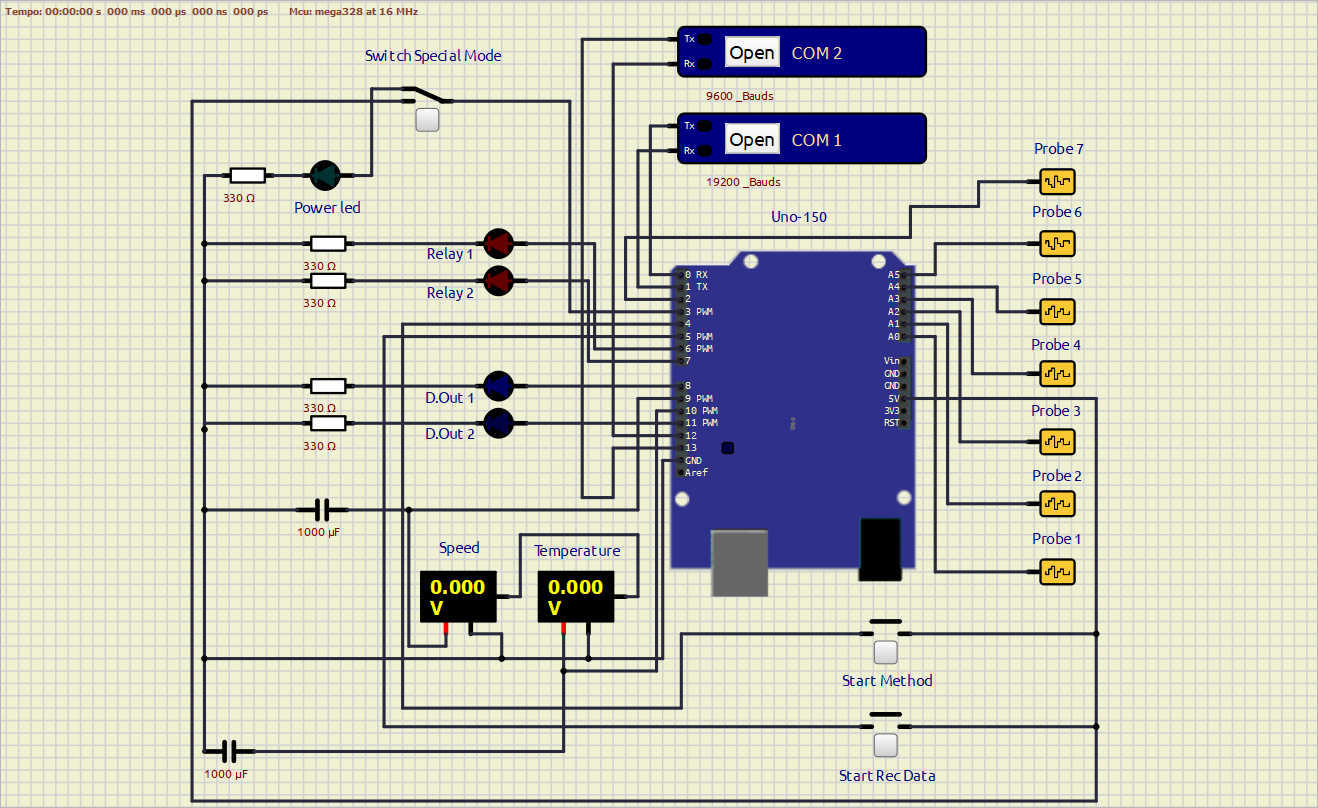 Tempo: 00:00:00 s 000 ms 000 µs 000 ns 000 ps Mcu: mega328 at 16 MHz
Switch Special Mode
Tx
Rx
Open
COM 2
9600 _Bauds
Tx
Rx
Open
COM 1
19200 _Bauds
Probe 7
330 Ω
Power led
Uno-150
Probe 6
Relay 1
330 Ω
Relay 2
330 Ω
0 RX
1 TX
2
3 PWM
4
5 PWM
6 PWM
7
8
9 PWM
10 PWM
11 PWM
12
13
GND
Aref
A5
A4
A3
A2
A1
A0
Vin
GND
GND
5V
3V3
RST
Uno
Probe 5
Probe 4
D.Out 1
330 Ω
D.Out 2
330 Ω
Probe 3
Probe 2
Probe 1
1000 µF
Speed
Temperature
0.000
V
0.000
V
Start Method
Start Rec Data
1000 µF